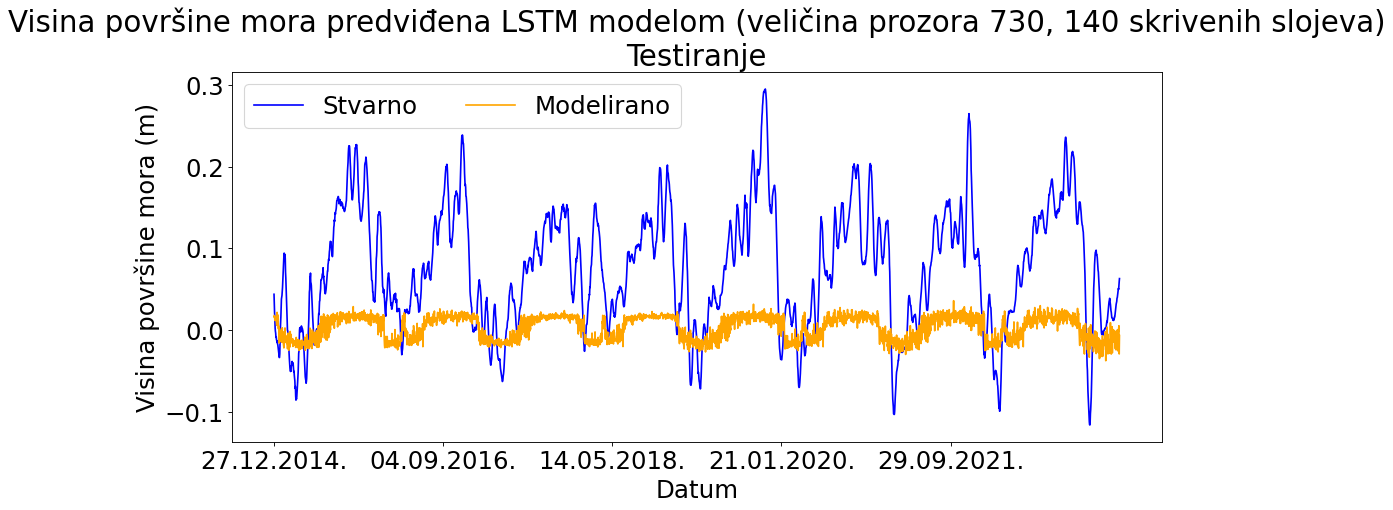 Visina površine mora predviđena LSTM modelom (veličina prozora 730, 140 skrivenih slojeva)
Testiranje
Stvarno Modelirano
Visina površine mora (m)
0.3
0.2
0.1
0.0
−0.1
27.12.2014. 04.09.2016. 14.05.2018. 21.01.2020. 29.09.2021.
Datum